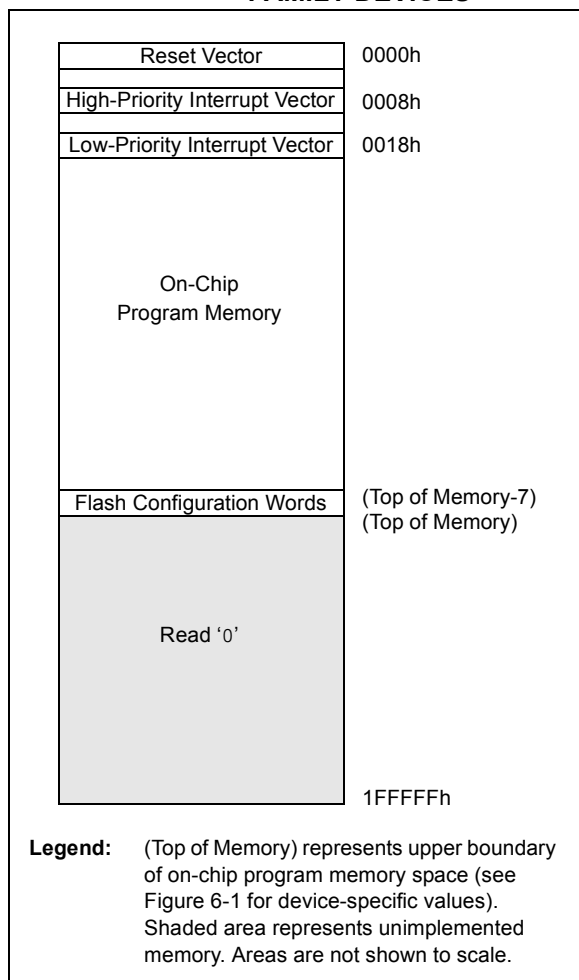 Reset Vector 0000h
High-Priority Interrupt Vector 0008h
Low-Priority Interrupt Vector 0018h
On-Chip
Program Memory
Flash Configuration Words (Top of Memory-7)
(Top of Memory)
Read ‘0’
1FFFFFh
Legend: (Top of Memory) represents upper boundary
of on-chip program memory space (see
Figure 6-1 for device-specific values).
Shaded area represents unimplemented
memory. Areas are not shown to scale.